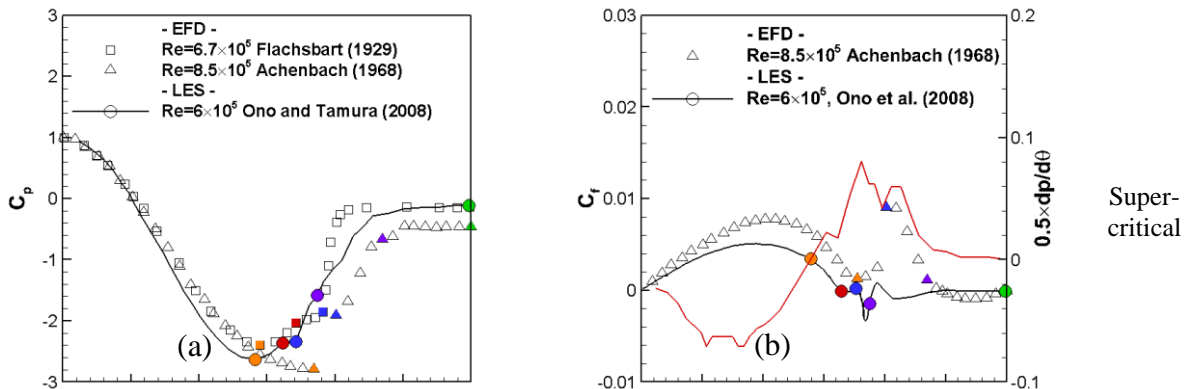 3
2
1
0
-1
-2
-3
C_p
- EFD -
Re=6.7×10⁵ Flachsbart (1929)
Re=8.5×10⁵ Achenbach (1968)
- LES -
Re=6×10⁵ Ono and Tamura (2008)
(a)
0.03
0.02
0.01
0
-0.01
C_f
- EFD -
Re=8.5×10⁵ Achenbach (1968)
- LES -
Re=6×10⁵, Ono et al. (2008)
(b)
0.2
0.1
0
-0.1
0.5×dp/dθ
Super-
critical